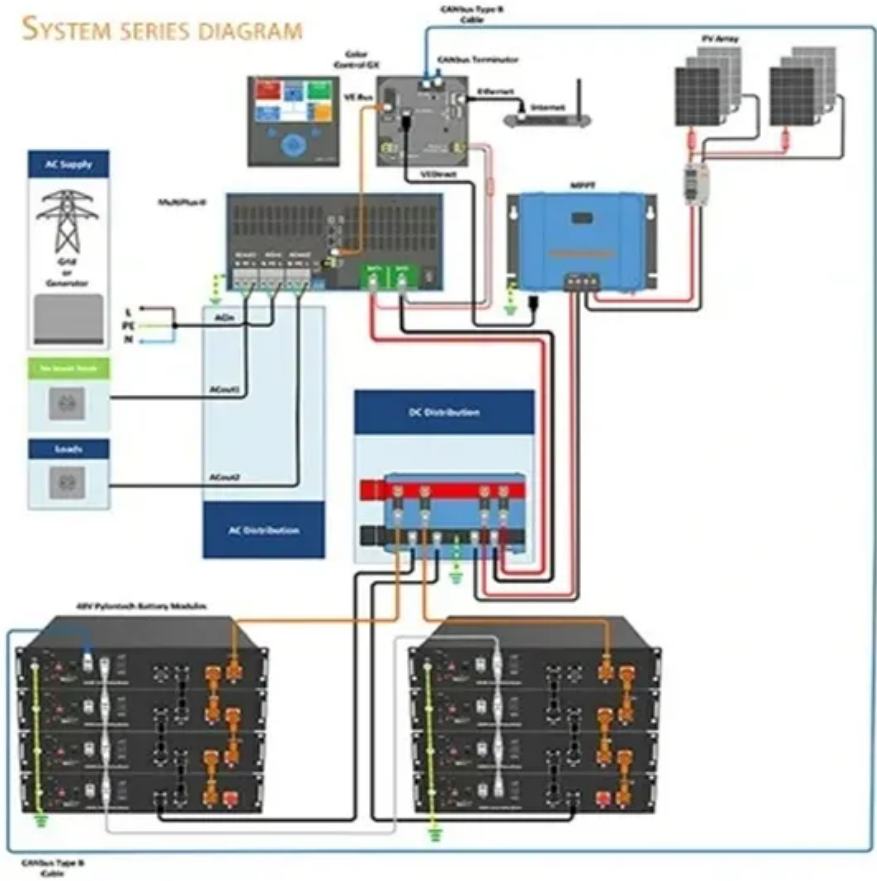 SYSTEM SERIES DIAGRAM
CANbus Type B
Cable
Color
Control GX
CANbus Terminator
PV Array
VE Bus
Ethernet
Internet
AC Supply
VEDirect
MPPT
MultiPlus-II
Grid
or
Generator
L
PE
N
ACin
ACout1
DC Distribution
Loads
ACout2
AC Distribution
48V Pylontech Battery Modules
CANbus Type B
Cable